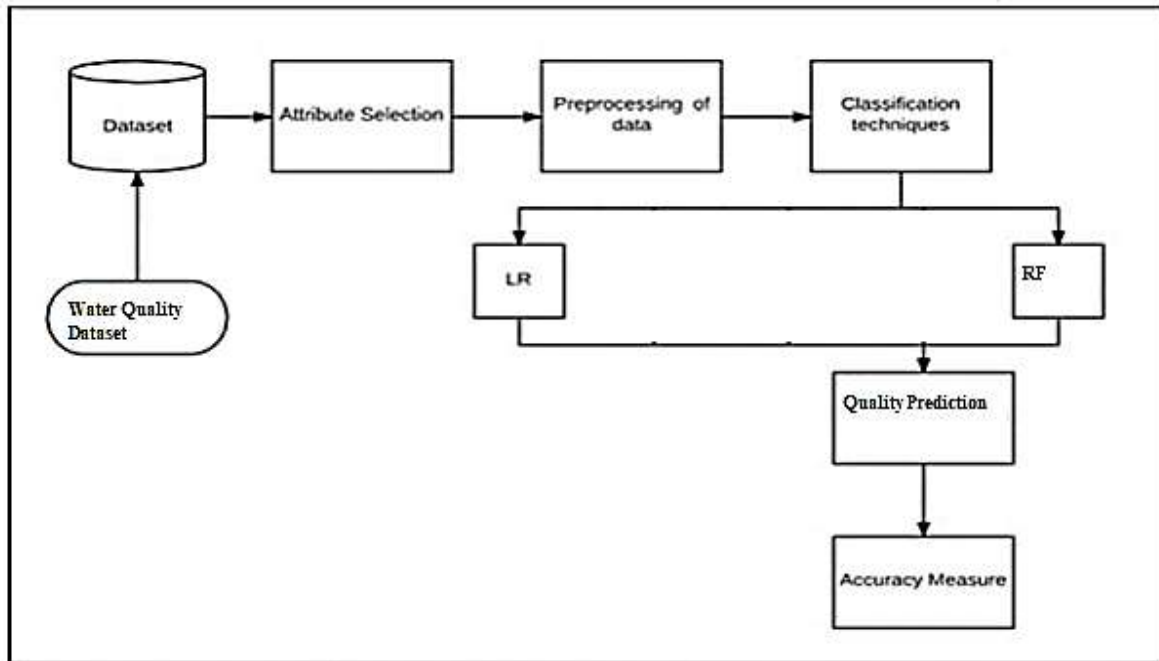 Dataset
Attribute Selection
Preprocessing of
data
Classification
techniques
Water Quality
Dataset
LR
RF
Quality Prediction
Accuracy Measure